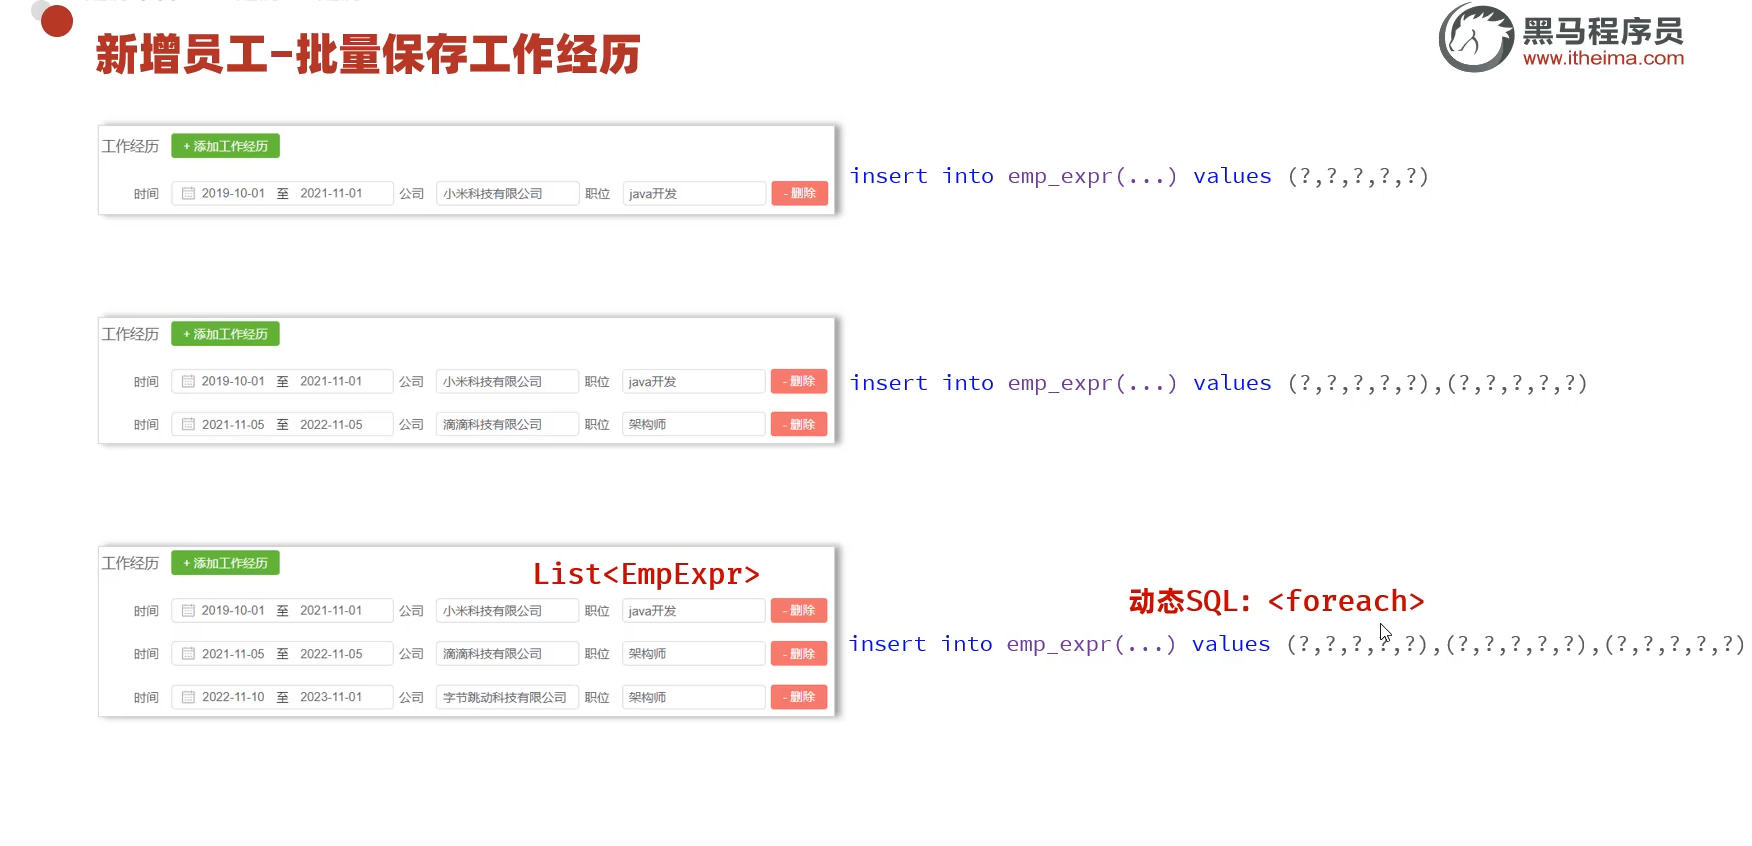 黑马程序员
www.itheima.com
新增员工-批量保存工作经历
工作经历 + 添加工作经历
时间 2019-10-01 至 2021-11-01 公司 小米科技有限公司 职位 java开发 - 删除
insert into emp_expr(...) values (?,?,?,?,?)
工作经历 + 添加工作经历
时间 2019-10-01 至 2021-11-01 公司 小米科技有限公司 职位 java开发 - 删除
时间 2021-11-05 至 2022-11-05 公司 滴滴科技有限公司 职位 架构师 - 删除
insert into emp_expr(...) values (?,?,?,?,?),(?,?,?,?,?)
工作经历 + 添加工作经历
List<EmpExpr>
时间 2019-10-01 至 2021-11-01 公司 小米科技有限公司 职位 java开发 - 删除
时间 2021-11-05 至 2022-11-05 公司 滴滴科技有限公司 职位 架构师 - 删除
时间 2022-11-10 至 2023-11-01 公司 字节跳动科技有限公司 职位 架构师 - 删除
动态SQL: <foreach>
insert into emp_expr(...) values (?,?,?,?,?),(?,?,?,?,?),(?,?,?,?,?)